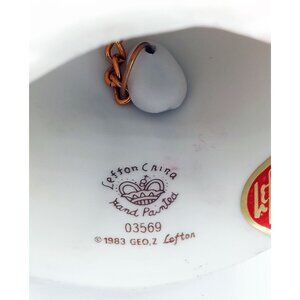 Lefton China
Hand Painted
03569
© 1983 GEO. Z Lefton